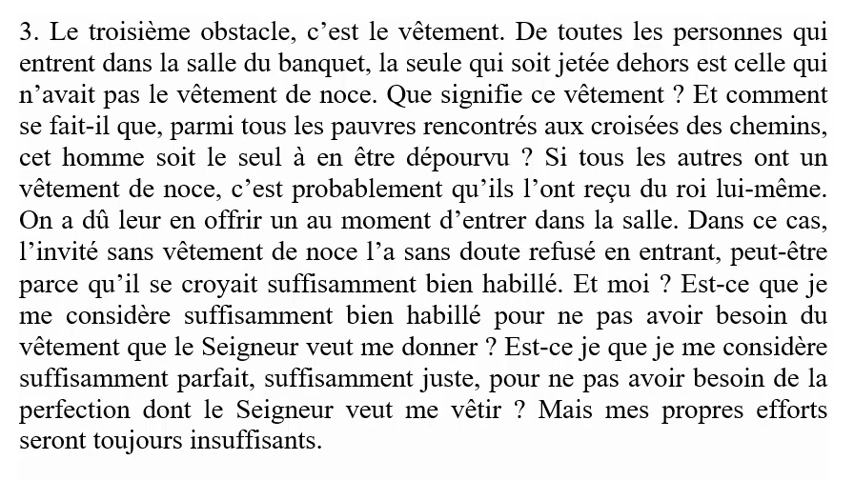 3. Le troisième obstacle, c’est le vêtement. De toutes les personnes qui
entrent dans la salle du banquet, la seule qui soit jetée dehors est celle qui
n’avait pas le vêtement de noce. Que signifie ce vêtement ? Et comment
se fait-il que, parmi tous les pauvres rencontrés aux croisées des chemins,
cet homme soit le seul à en être dépourvu ? Si tous les autres ont un
vêtement de noce, c’est probablement qu’ils l’ont reçu du roi lui-même.
On a dû leur en offrir un au moment d’entrer dans la salle. Dans ce cas,
l’invité sans vêtement de noce l’a sans doute refusé en entrant, peut-être
parce qu’il se croyait suffisamment bien habillé. Et moi ? Est-ce que je
me considère suffisamment bien habillé pour ne pas avoir besoin du
vêtement que le Seigneur veut me donner ? Est-ce je que je me considère
suffisamment parfait, suffisamment juste, pour ne pas avoir besoin de la
perfection dont le Seigneur veut me vêtir ? Mais mes propres efforts
seront toujours insuffisants.